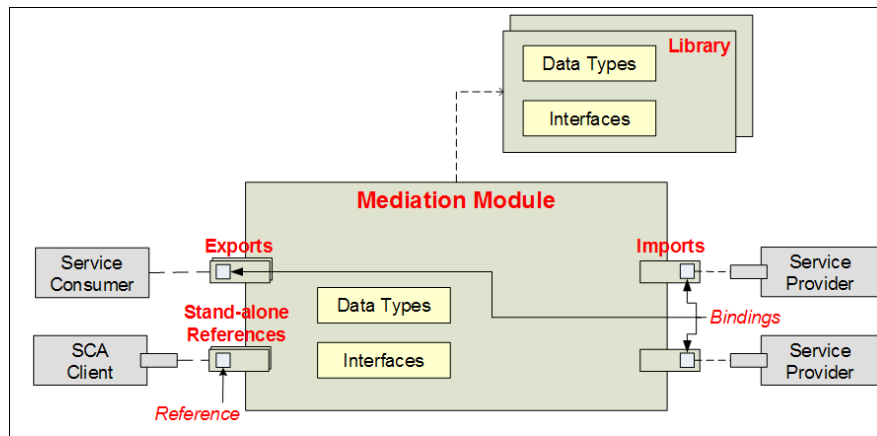 Library
Data Types
Interfaces
Mediation Module
Exports
Imports
Service
Consumer
Service
Provider
Data Types
Stand-alone
References
Bindings
SCA
Client
Interfaces
Service
Provider
Reference